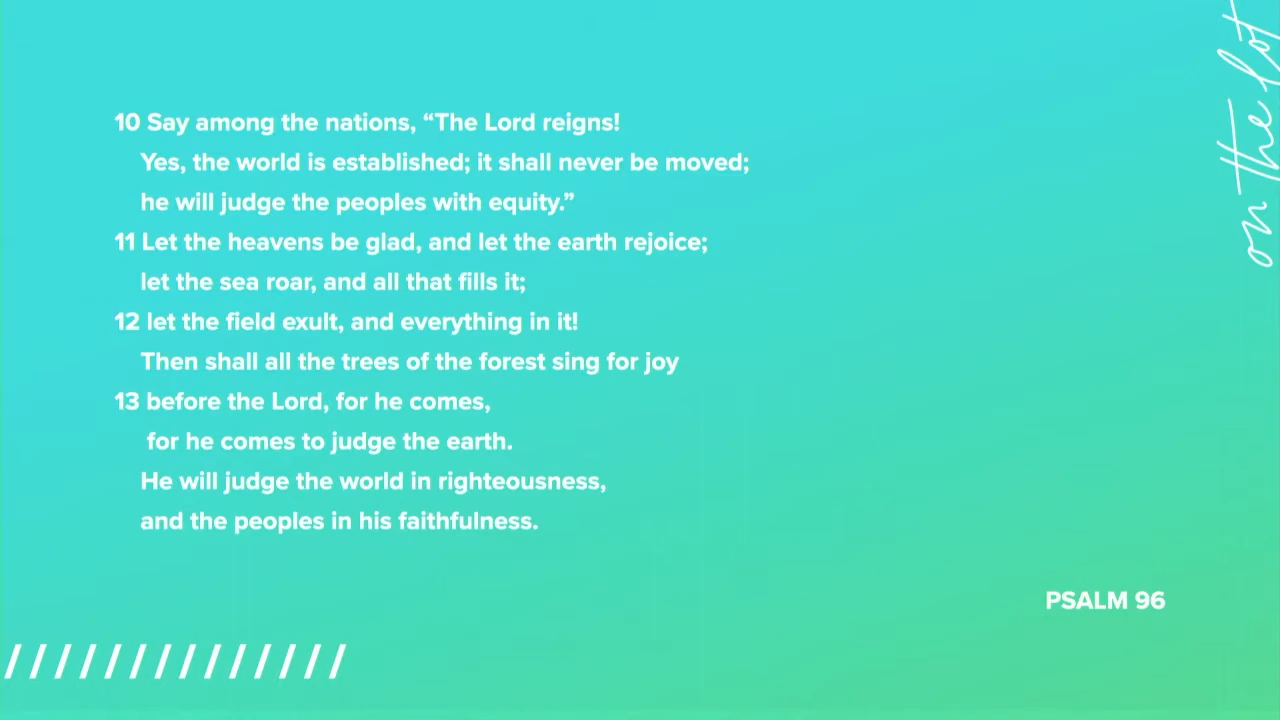 10 Say among the nations, “The Lord reigns!
Yes, the world is established; it shall never be moved;
he will judge the peoples with equity.”
11 Let the heavens be glad, and let the earth rejoice;
let the sea roar, and all that fills it;
12 let the field exult, and everything in it!
Then shall all the trees of the forest sing for joy
13 before the Lord, for he comes,
for he comes to judge the earth.
He will judge the world in righteousness,
and the peoples in his faithfulness.
PSALM 96
on the lot